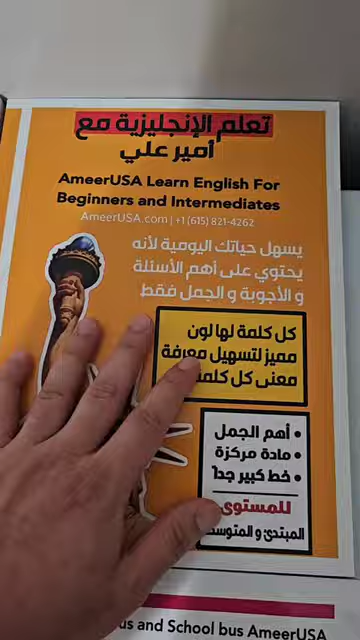 تعلم الإنجليزية مع
أمير علي
AmeerUSA Learn English For
Beginners and Intermediates
AmeerUSA.com | +1 (615) 821-4262
يسهل حياتك اليومية لأنه
يحتوي على أهم الأسئلة
و الأجوبة و الجمل فقط
كل كلمة لها لون
مميز لتسهيل معرفة
معنى كل كلمة
• أهم الجمل
• مادة مركزة
• خط كبير جداً
للمستوى
المبتدئ و المتوسط
us and School bus AmeerUSA